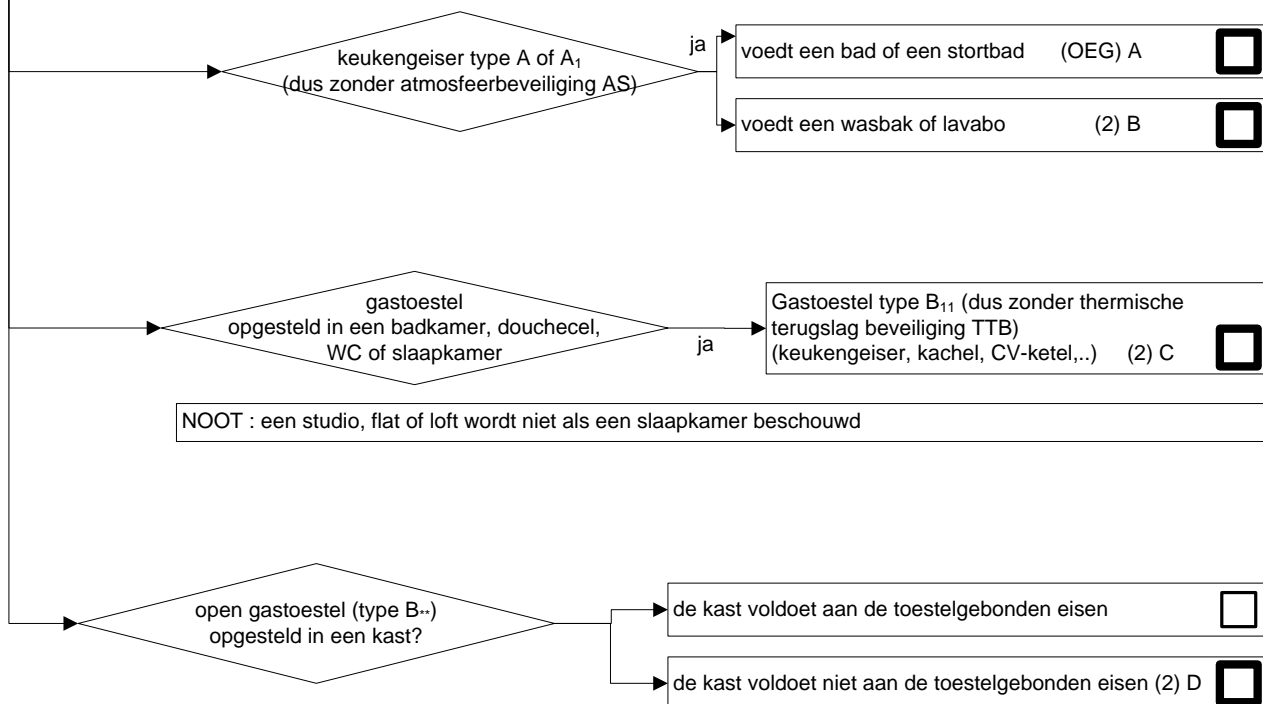 keukengeiser type A of A₁
(dus zonder atmosfeerbeveiliging AS)
ja
voedt een bad of een stortbad (OEG) A
voedt een wasbak of lavabo (2) B
gastoestel
opgesteld in een badkamer, douchecel,
WC of slaapkamer
ja
Gastoestel type B₁₁ (dus zonder thermische
terugslag beveiliging TTB)
(keukengeiser, kachel, CV-ketel,..) (2) C
NOOT : een studio, flat of loft wordt niet als een slaapkamer beschouwd
open gastoestel (type B**)
opgesteld in een kast?
de kast voldoet aan de toestelgebonden eisen
de kast voldoet niet aan de toestelgebonden eisen (2) D